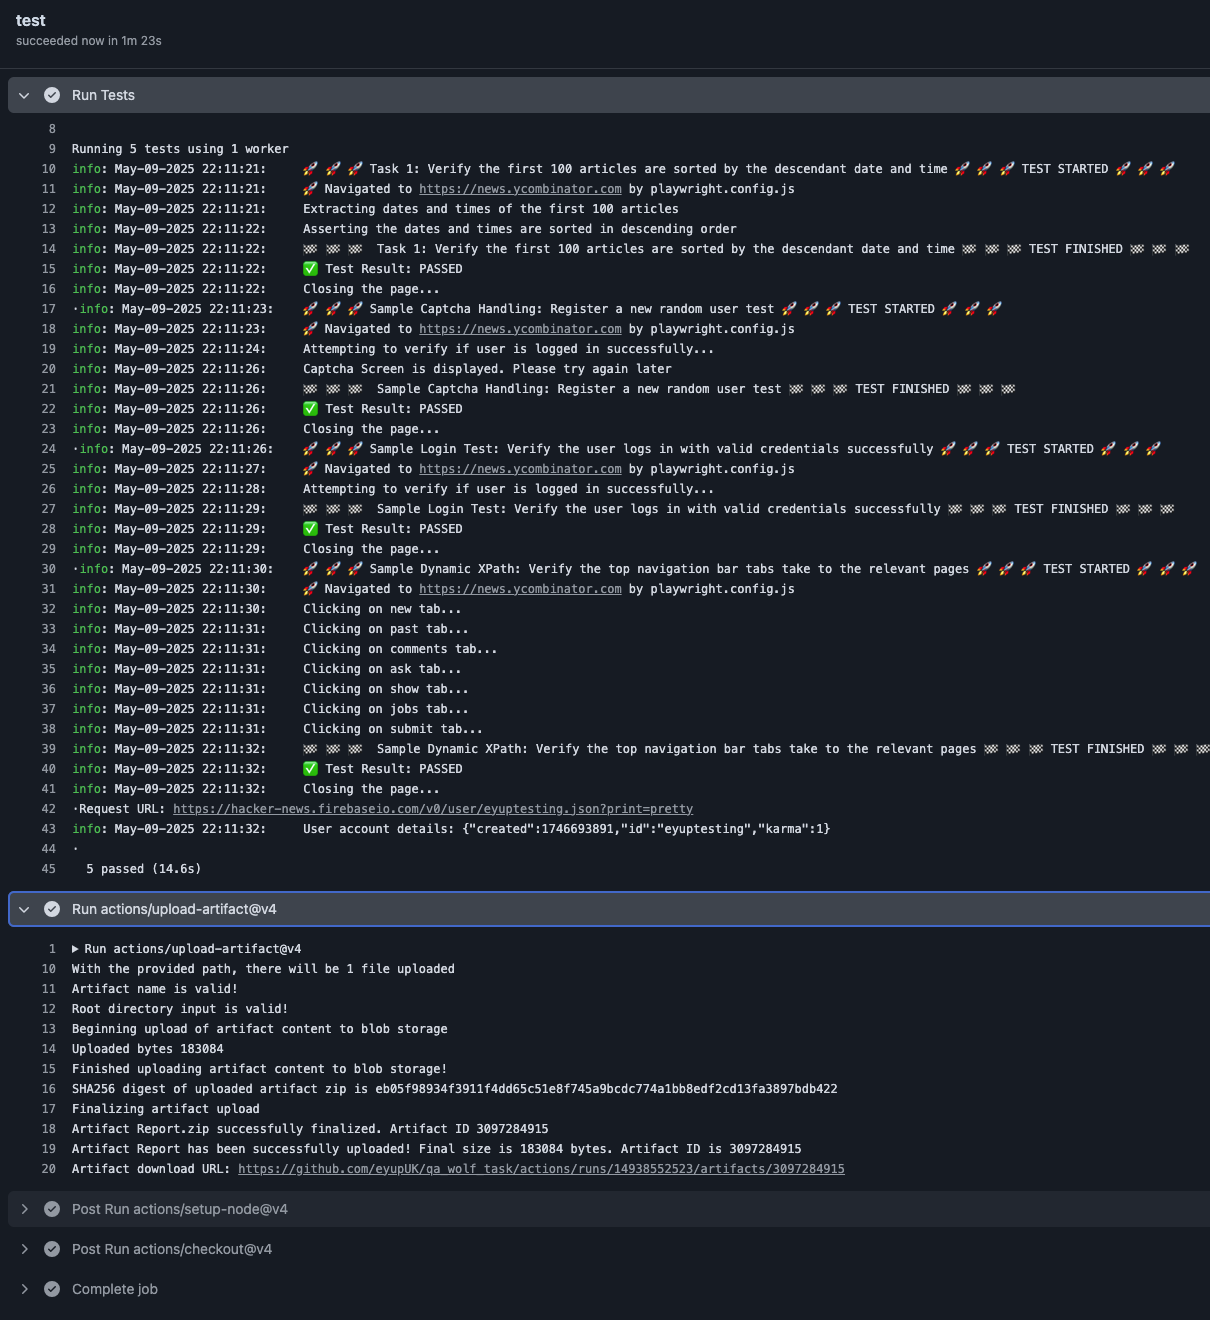 test
succeeded now in 1m 23s
Run Tests
8
9 Running 5 tests using 1 worker
10 info: May-09-2025 22:11:21: 🚀 🚀 🚀 Task 1: Verify the first 100 articles are sorted by the descendant date and time 🚀 🚀 🚀 TEST STARTED 🚀 🚀 🚀
11 info: May-09-2025 22:11:21: 🚀 Navigated to https://news.ycombinator.com by playwright.config.js
12 info: May-09-2025 22:11:21: Extracting dates and times of the first 100 articles
13 info: May-09-2025 22:11:22: Asserting the dates and times are sorted in descending order
14 info: May-09-2025 22:11:22: 🏁 🏁 🏁 Task 1: Verify the first 100 articles are sorted by the descendant date and time 🏁 🏁 🏁 TEST FINISHED 🏁 🏁 🏁
15 info: May-09-2025 22:11:22: ✅ Test Result: PASSED
16 info: May-09-2025 22:11:22: Closing the page...
17 ·info: May-09-2025 22:11:23: 🚀 🚀 🚀 Sample Captcha Handling: Register a new random user test 🚀 🚀 🚀 TEST STARTED 🚀 🚀 🚀
18 info: May-09-2025 22:11:23: 🚀 Navigated to https://news.ycombinator.com by playwright.config.js
19 info: May-09-2025 22:11:24: Attempting to verify if user is logged in successfully...
20 info: May-09-2025 22:11:26: Captcha Screen is displayed. Please try again later
21 info: May-09-2025 22:11:26: 🏁 🏁 🏁 Sample Captcha Handling: Register a new random user test 🏁 🏁 🏁 TEST FINISHED 🏁 🏁 🏁
22 info: May-09-2025 22:11:26: ✅ Test Result: PASSED
23 info: May-09-2025 22:11:26: Closing the page...
24 ·info: May-09-2025 22:11:26: 🚀 🚀 🚀 Sample Login Test: Verify the user logs in with valid credentials successfully 🚀 🚀 🚀 TEST STARTED 🚀 🚀 🚀
25 info: May-09-2025 22:11:27: 🚀 Navigated to https://news.ycombinator.com by playwright.config.js
26 info: May-09-2025 22:11:28: Attempting to verify if user is logged in successfully...
27 info: May-09-2025 22:11:29: 🏁 🏁 🏁 Sample Login Test: Verify the user logs in with valid credentials successfully 🏁 🏁 🏁 TEST FINISHED 🏁 🏁 🏁
28 info: May-09-2025 22:11:29: ✅ Test Result: PASSED
29 info: May-09-2025 22:11:29: Closing the page...
30 ·info: May-09-2025 22:11:30: 🚀 🚀 🚀 Sample Dynamic XPath: Verify the top navigation bar tabs take to the relevant pages 🚀 🚀 🚀 TEST STARTED 🚀 🚀 🚀
31 info: May-09-2025 22:11:30: 🚀 Navigated to https://news.ycombinator.com by playwright.config.js
32 info: May-09-2025 22:11:30: Clicking on new tab...
33 info: May-09-2025 22:11:31: Clicking on past tab...
34 info: May-09-2025 22:11:31: Clicking on comments tab...
35 info: May-09-2025 22:11:31: Clicking on ask tab...
36 info: May-09-2025 22:11:31: Clicking on show tab...
37 info: May-09-2025 22:11:31: Clicking on jobs tab...
38 info: May-09-2025 22:11:31: Clicking on submit tab...
39 info: May-09-2025 22:11:32: 🏁 🏁 🏁 Sample Dynamic XPath: Verify the top navigation bar tabs take to the relevant pages 🏁 🏁 🏁 TEST FINISHED 🏁 🏁 🏁
40 info: May-09-2025 22:11:32: ✅ Test Result: PASSED
41 info: May-09-2025 22:11:32: Closing the page...
42 ·Request URL: https://hacker-news.firebaseio.com/v0/user/eyuptesting.json?print=pretty
43 info: May-09-2025 22:11:32: User account details: {"created":1746693891,"id":"eyuptesting","karma":1}
44 ·
45 5 passed (14.6s)
Run actions/upload-artifact@v4
1 ▶ Run actions/upload-artifact@v4
10 With the provided path, there will be 1 file uploaded
11 Artifact name is valid!
12 Root directory input is valid!
13 Beginning upload of artifact content to blob storage
14 Uploaded bytes 183084
15 Finished uploading artifact content to blob storage!
16 SHA256 digest of uploaded artifact zip is eb05f98934f3911f4dd65c51e8f745a9bcdc774a1bb8edf2cd13fa3897bdb422
17 Finalizing artifact upload
18 Artifact Report.zip successfully finalized. Artifact ID 3097284915
19 Artifact Report has been successfully uploaded! Final size is 183084 bytes. Artifact ID is 3097284915
20 Artifact download URL: https://github.com/eyupUK/qa_wolf_task/actions/runs/14938552523/artifacts/3097284915
Post Run actions/setup-node@v4
Post Run actions/checkout@v4
Complete job